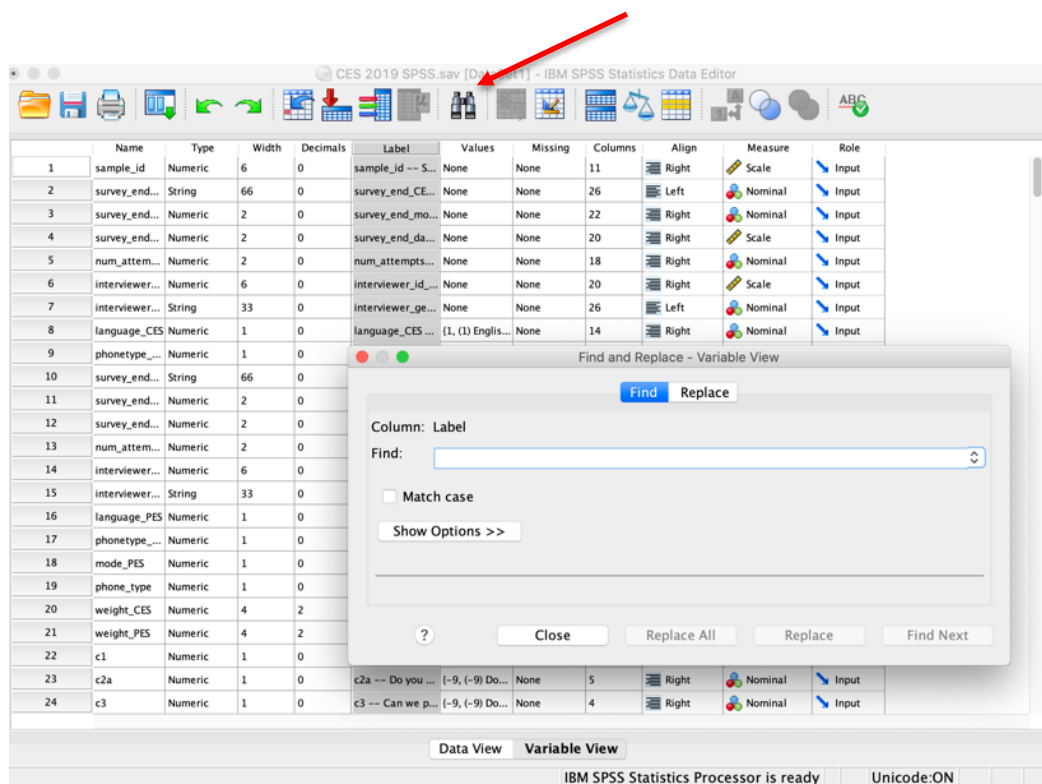 CES 2019 SPSS.sav [DataSet1] - IBM SPSS Statistics Data Editor
ABC
Name Type Width Decimals Label Values Missing Columns Align Measure Role
1 sample_id Numeric 6 0 sample_id -- S... None None 11 Right Scale Input
2 survey_end... String 66 0 survey_end_CE... None None 26 Left Nominal Input
3 survey_end... Numeric 2 0 survey_end_mo... None None 22 Right Nominal Input
4 survey_end... Numeric 2 0 survey_end_da... None None 20 Right Scale Input
5 num_attem... Numeric 2 0 num_attempts... None None 18 Right Nominal Input
6 interviewer... Numeric 6 0 interviewer_id_... None None 20 Right Scale Input
7 interviewer... String 33 0 interviewer_ge... None None 26 Left Nominal Input
8 language_CES Numeric 1 0 language_CES ... {1, (1) Englis... None 14 Right Nominal Input
9 phonetype_... Numeric 1 0
10 survey_end... String 66 0
11 survey_end... Numeric 2 0
12 survey_end... Numeric 2 0
13 num_attem... Numeric 2 0
14 interviewer... Numeric 6 0
15 interviewer... String 33 0
16 language_PES Numeric 1 0
17 phonetype_... Numeric 1 0
18 mode_PES Numeric 1 0
19 phone_type Numeric 1 0
20 weight_CES Numeric 4 2
21 weight_PES Numeric 4 2
22 c1 Numeric 1 0
23 c2a Numeric 1 0 c2a -- Do you ... {-9, (-9) Do... None 5 Right Nominal Input
24 c3 Numeric 1 0 c3 -- Can we p... {-9, (-9) Do... None 4 Right Nominal Input
Find and Replace - Variable View
Find Replace
Column: Label
Find:
Match case
Show Options >>
? Close Replace All Replace Find Next
Data View Variable View
IBM SPSS Statistics Processor is ready Unicode:ON